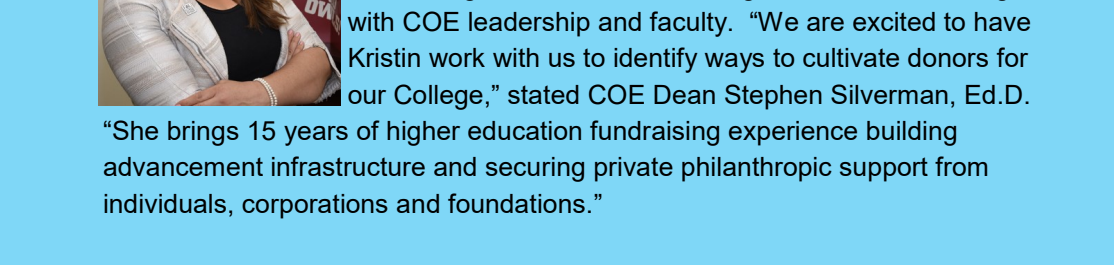 with COE leadership and faculty.  “We are excited to have
Kristin work with us to identify ways to cultivate donors for
our College,” stated COE Dean Stephen Silverman, Ed.D.
“She brings 15 years of higher education fundraising experience building
advancement infrastructure and securing private philanthropic support from
individuals, corporations and foundations.”